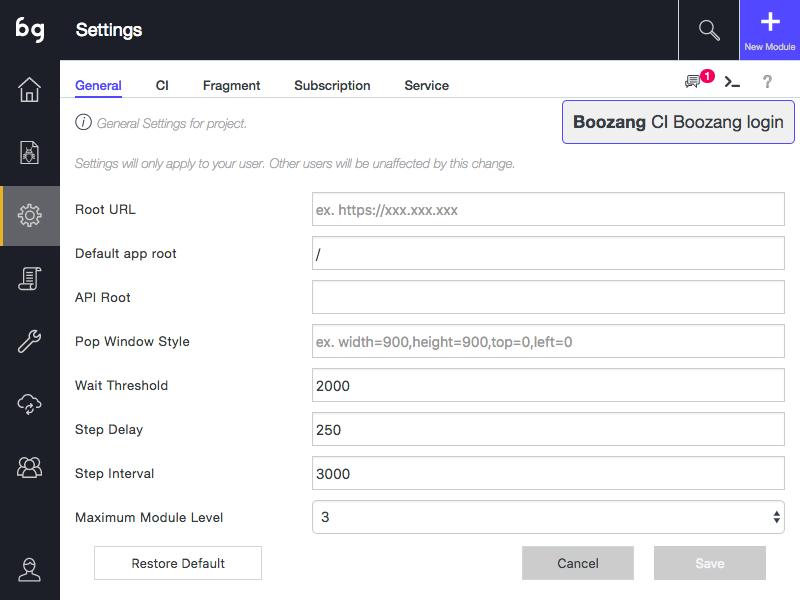 bg
Settings
New Module
General
CI
Fragment
Subscription
Service
1
?
i General Settings for project.
Boozang CI Boozang login
Settings will only apply to your user. Other users will be unaffected by this change.
Root URL
ex. https://xxx.xxx.xxx
Default app root
/
API Root
Pop Window Style
ex. width=900,height=900,top=0,left=0
Wait Threshold
2000
Step Delay
250
Step Interval
3000
Maximum Module Level
3
Restore Default
Cancel
Save